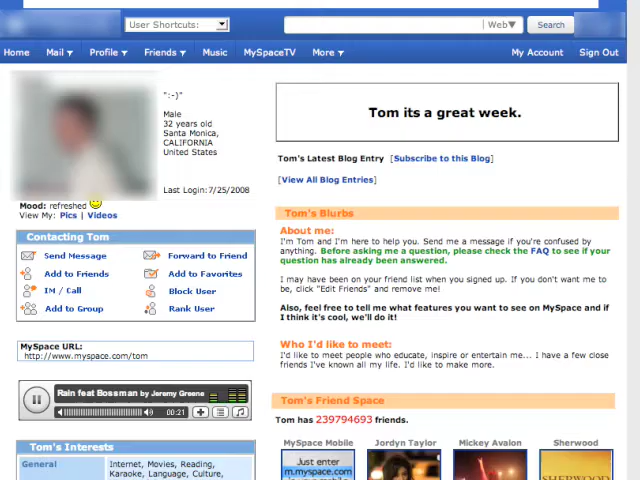 User Shortcuts:
Web▼
Search
Home Mail Profile Friends Music MySpaceTV More My Account Sign Out
":-)"
Male
32 years old
Santa Monica,
CALIFORNIA
United States
Last Login:7/25/2008
Mood: refreshed
View My: Pics | Videos
Contacting Tom
Send Message Forward to Friend
Add to Friends Add to Favorites
IM / Call Block User
Add to Group Rank User
MySpace URL:
http://www.myspace.com/tom
Rain feat Bossman by Jeremy Greene
00:21
Tom's Interests
General Internet, Movies, Reading,
Karaoke, Language, Culture,
Tom its a great week.
Tom's Latest Blog Entry [Subscribe to this Blog]
[View All Blog Entries]
Tom's Blurbs
About me:
I'm Tom and I'm here to help you. Send me a message if you're confused by
anything. Before asking me a question, please check the FAQ to see if your
question has already been answered.
I may have been on your friend list when you signed up. If you don't want me to
be, click "Edit Friends" and remove me!
Also, feel free to tell me what features you want to see on MySpace and if
I think it's cool, we'll do it!
Who I'd like to meet:
I'd like to meet people who educate, inspire or entertain me... I have a few close
friends I've known all my life. I'd like to make more.
Tom's Friend Space
Tom has 239794693 friends.
MySpace Mobile Jordyn Taylor Mickey Avalon Sherwood
Just enter
m.myspace.com
SHERWOOD